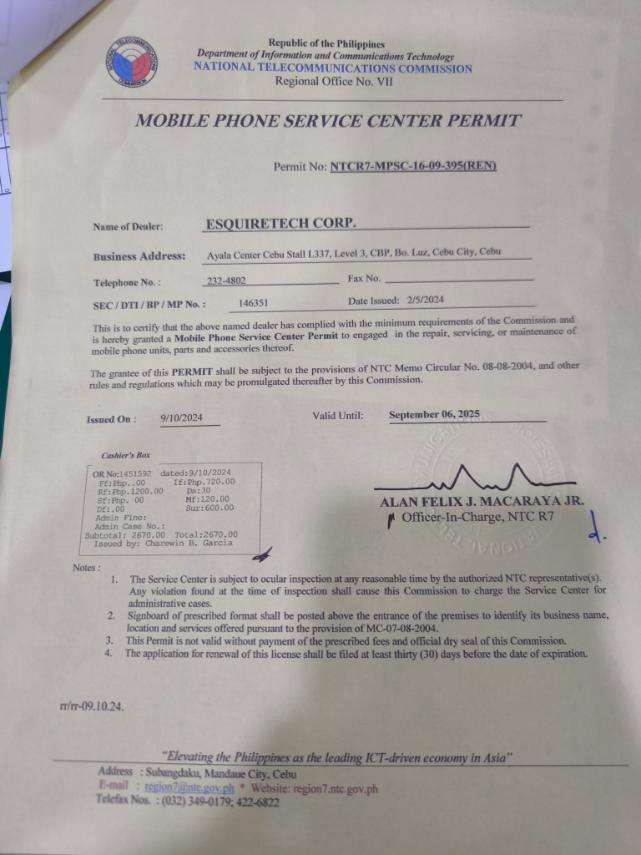 Republic of the Philippines
Department of Information and Communications Technology
NATIONAL TELECOMMUNICATIONS COMMISSION
Regional Office No. VII
MOBILE PHONE SERVICE CENTER PERMIT
Permit No: NTCR7-MPSC-16-09-395(REN)
Name of Dealer: ESQUIRETECH CORP.
Business Address: Ayala Center Cebu Stall L337, Level 3, CBP, Bo. Luz, Cebu City, Cebu
Telephone No. : 232-4802 Fax No.
SEC / DTI / BP / MP No. : 146351 Date Issued: 2/5/2024
This is to certify that the above named dealer has complied with the minimum requirements of the Commission and
is hereby granted a Mobile Phone Service Center Permit to engaged in the repair, servicing, or maintenance of
mobile phone units, parts and accessories thereof.
The grantee of this PERMIT shall be subject to the provisions of NTC Memo Circular No. 08-08-2004, and other
rules and regulations which may be promulgated thereafter by this Commission.
Issued On : 9/10/2024 Valid Until: September 06, 2025
Cashier's Box
OR No:1451592 dated:9/10/2024
Ff:Php..00 If:Php.720.00
Rf:Php.1200.00 Ds:30
Sf:Php. 00 Mf:120.00
Df:.00 Sur:600.00
Admin Fine:
Admin Case No.:
Subtotal: 2670.00 Total:2670.00
Issued by: Charewin B. Garcia
ALAN FELIX J. MACARAYA JR.
Officer-In-Charge, NTC R7
Notes :
1. The Service Center is subject to ocular inspection at any reasonable time by the authorized NTC representative(s).
Any violation found at the time of inspection shall cause this Commission to charge the Service Center for
administrative cases.
2. Signboard of prescribed format shall be posted above the entrance of the premises to identify its business name,
location and services offered pursuant to the provision of MC-07-08-2004.
3. This Permit is not valid without payment of the prescribed fees and official dry seal of this Commission.
4. The application for renewal of this license shall be filed at least thirty (30) days before the date of expiration.
rr/rr-09.10.24.
"Elevating the Philippines as the leading ICT-driven economy in Asia"
Address : Subangdaku, Mandaue City, Cebu
E-mail : region7@ntc.gov.ph * Website: region7.ntc.gov.ph
Telefax Nos. : (032) 349-0179; 422-6822